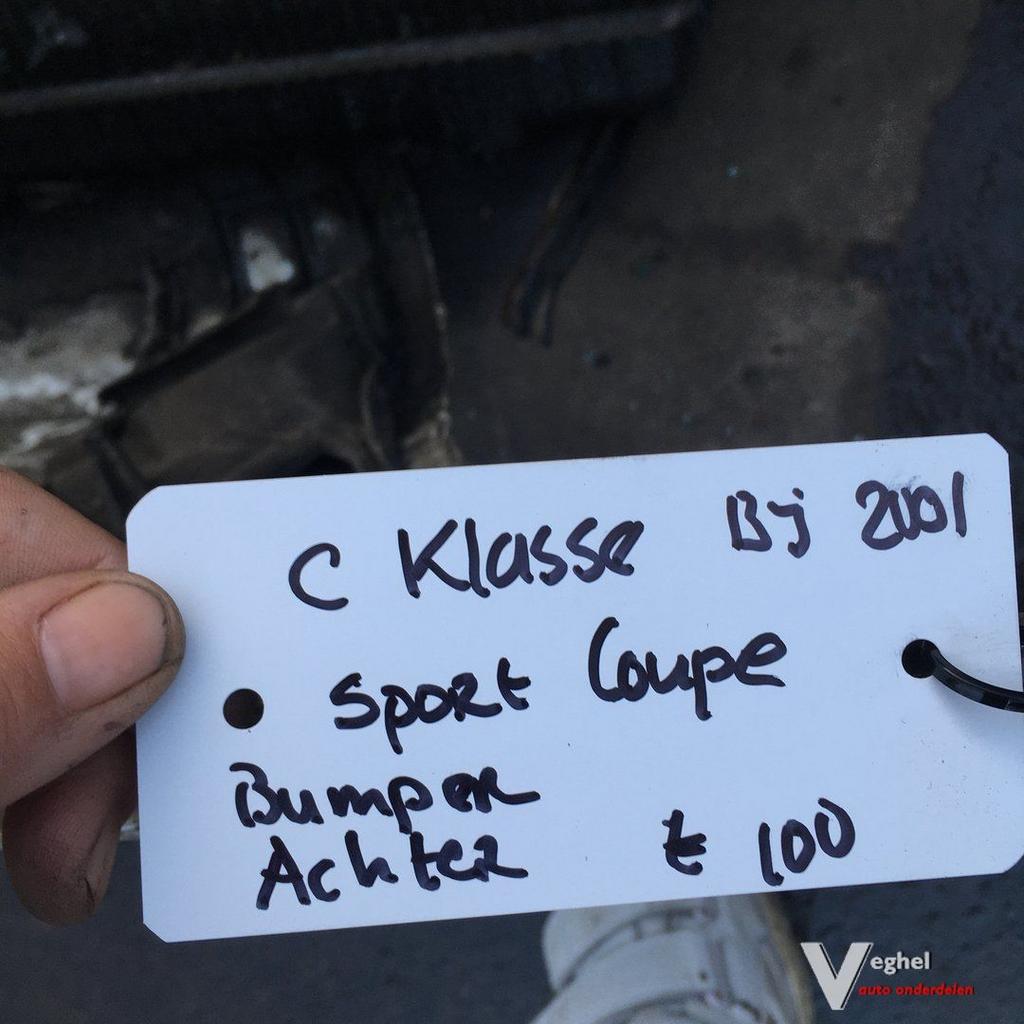 C Klasse Bj 2001
Sport Coupe
Bumper
Achter € 100
Veghel
auto onderdelen